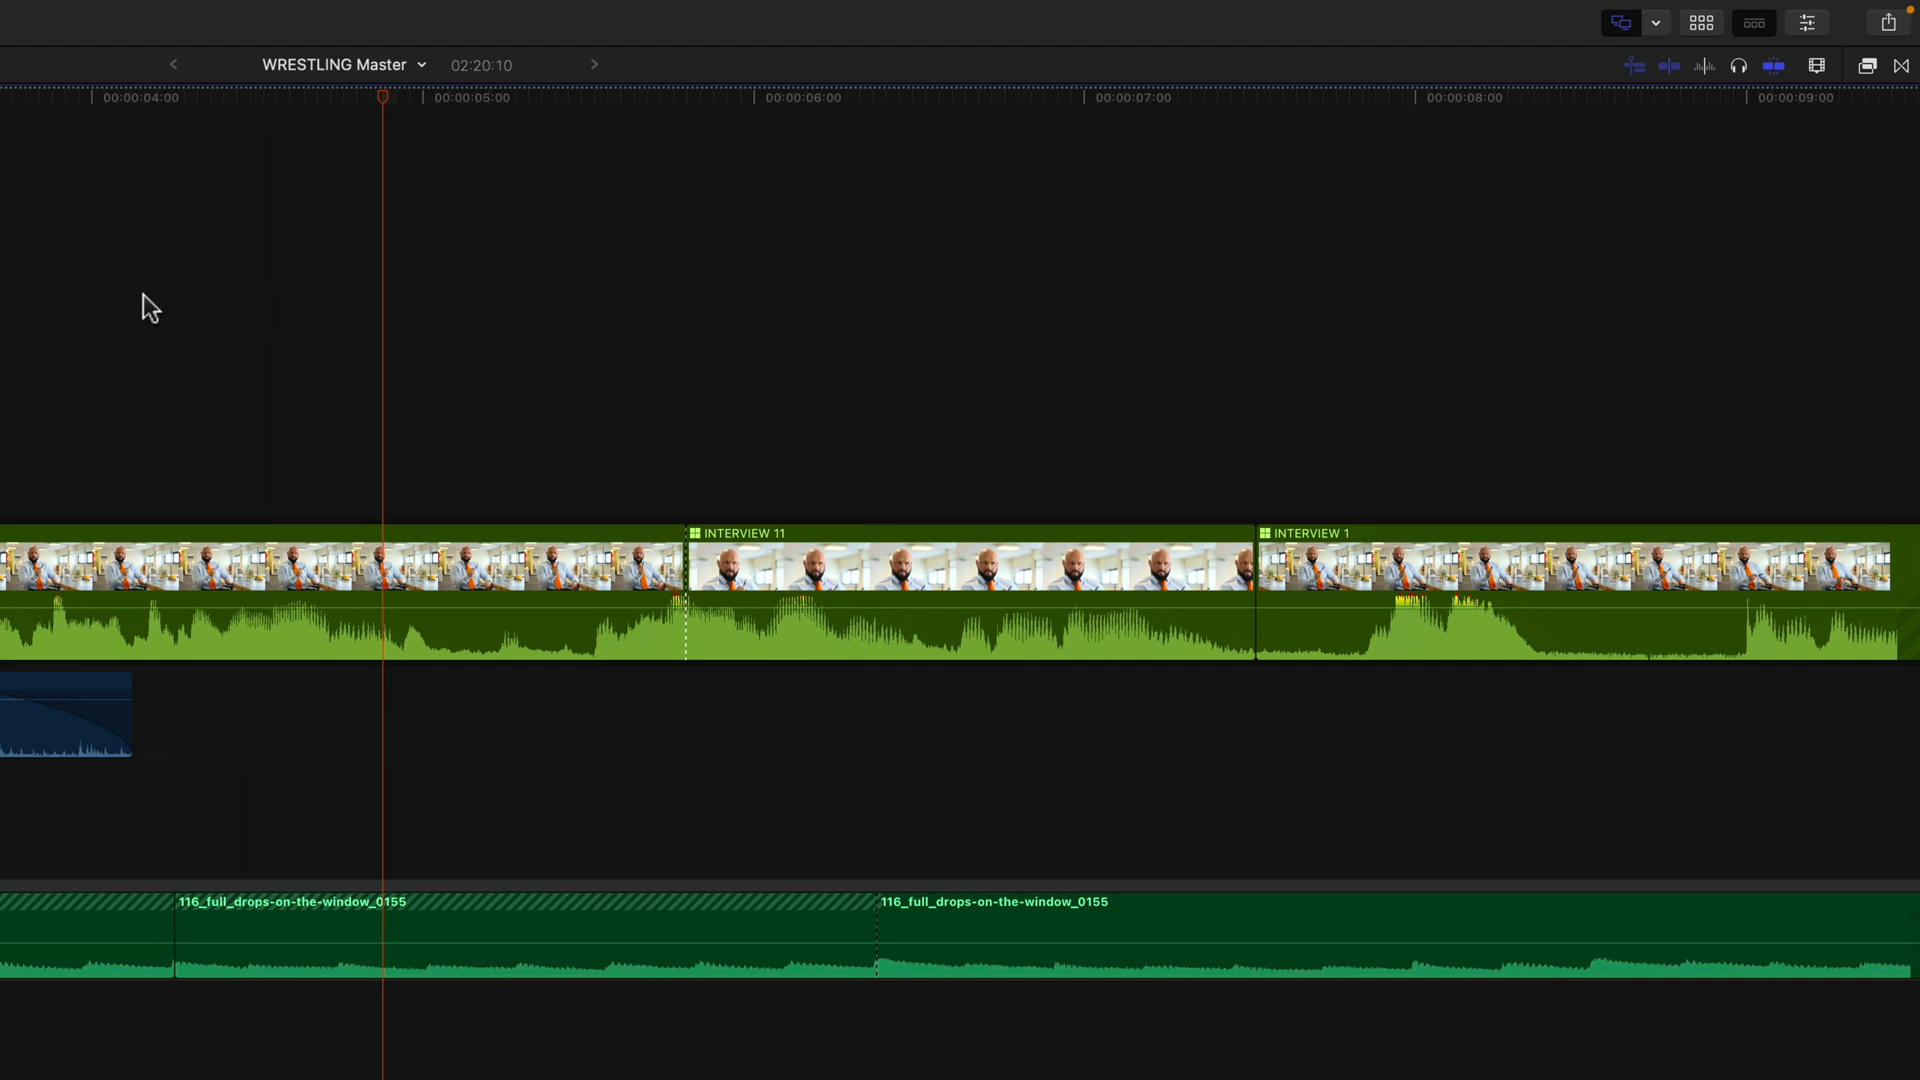 WRESTLING Master 02:20:10
00:00:04:00 00:00:05:00 00:00:06:00 00:00:07:00 00:00:08:00 00:00:09:00
INTERVIEW 11 INTERVIEW 1
116_full_drops-on-the-window_0155 116_full_drops-on-the-window_0155